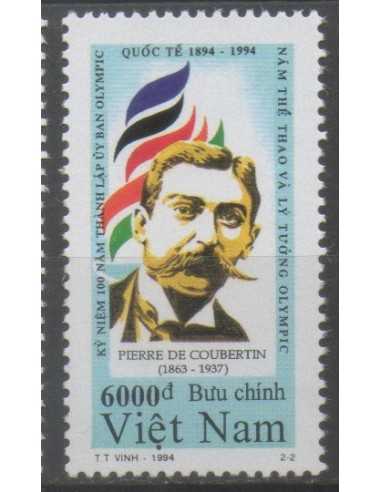 KỶ NIỆM 100 NĂM THÀNH LẬP ỦY BAN OLYMPIC
QUỐC TẾ 1894 - 1994
NĂM THỂ THAO VÀ LÝ TƯỞNG OLYMPIC
PIERRE DE COUBERTIN
(1863 - 1937)
6000đ Bưu chính
Việt Nam
T.T VINH - 1994 2-2